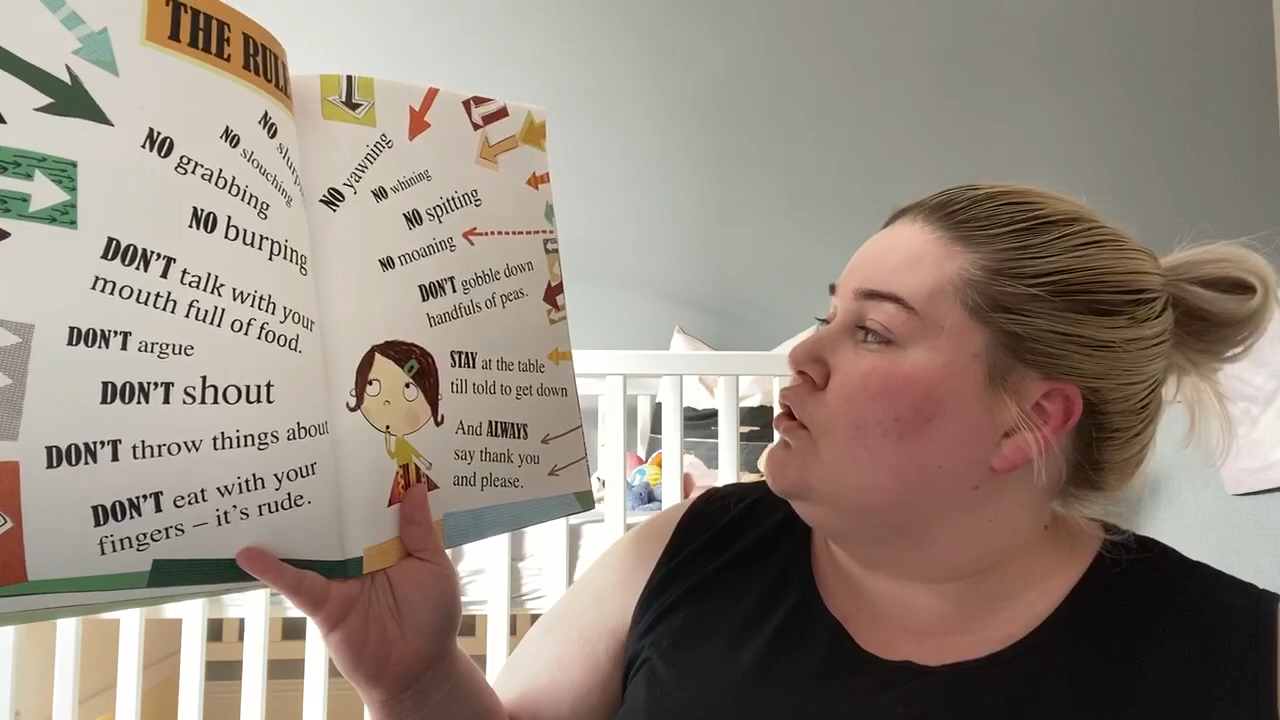 THE
NO
NO slouching
NO grabbing
NO burping
DON'T talk with your
mouth full of food.
DON'T argue
DON'T shout
DON'T throw things about
DON'T eat with your
fingers – it's rude.
NO yawning
NO whining
NO spitting
NO moaning
DON'T gobble down
handfuls of peas.
STAY at the table
till told to get down
And ALWAYS
say thank you
and please.